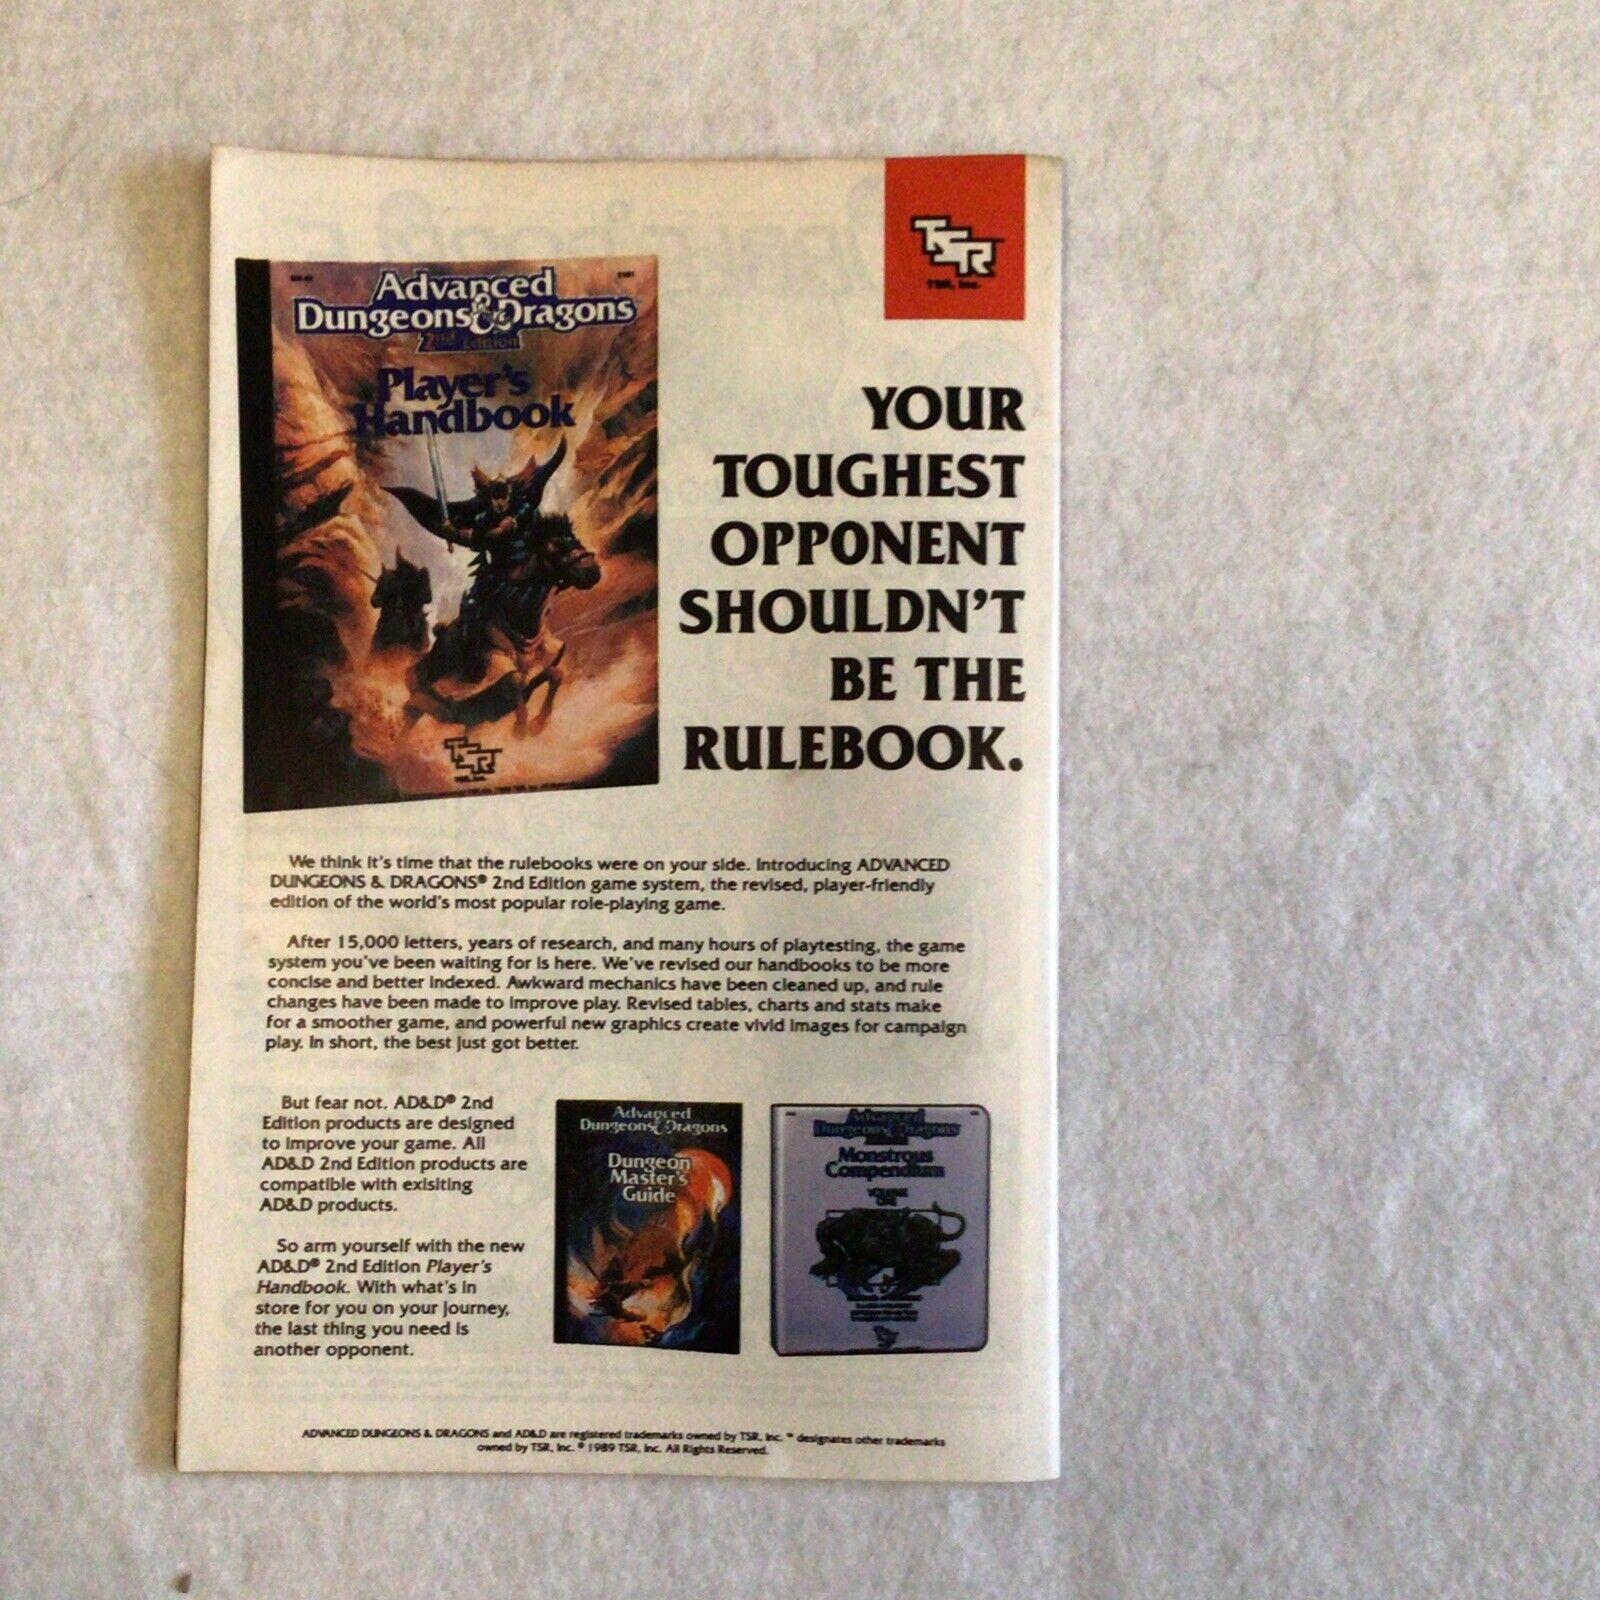 TSR
TSR, Inc.
Advanced
Dungeons & Dragons
2nd Edition
Player's
Handbook
TSR
TSR, Inc.
YOUR
TOUGHEST
OPPONENT
SHOULDN'T
BE THE
RULEBOOK.
We think it's time that the rulebooks were on your side. Introducing ADVANCED
DUNGEONS & DRAGONS® 2nd Edition game system, the revised, player-friendly
edition of the world's most popular role-playing game.
After 15,000 letters, years of research, and many hours of playtesting, the game
system you've been waiting for is here. We've revised our handbooks to be more
concise and better indexed. Awkward mechanics have been cleaned up, and rule
changes have been made to improve play. Revised tables, charts and stats make
for a smoother game, and powerful new graphics create vivid images for campaign
play. In short, the best just got better.
But fear not. AD&D® 2nd
Edition products are designed
to improve your game. All
AD&D 2nd Edition products are
compatible with exisiting
AD&D products.
So arm yourself with the new
AD&D® 2nd Edition Player's
Handbook. With what's in
store for you on your journey,
the last thing you need is
another opponent.
Advanced
Dungeons & Dragons
Dungeon
Master's
Guide
Advanced
Dungeons & Dragons
Monstrous
Compendium
VOLUME
ONE
ADVANCED DUNGEONS & DRAGONS and AD&D are registered trademarks owned by TSR, Inc. ™ designates other trademarks
owned by TSR, Inc. © 1989 TSR, Inc. All Rights Reserved.